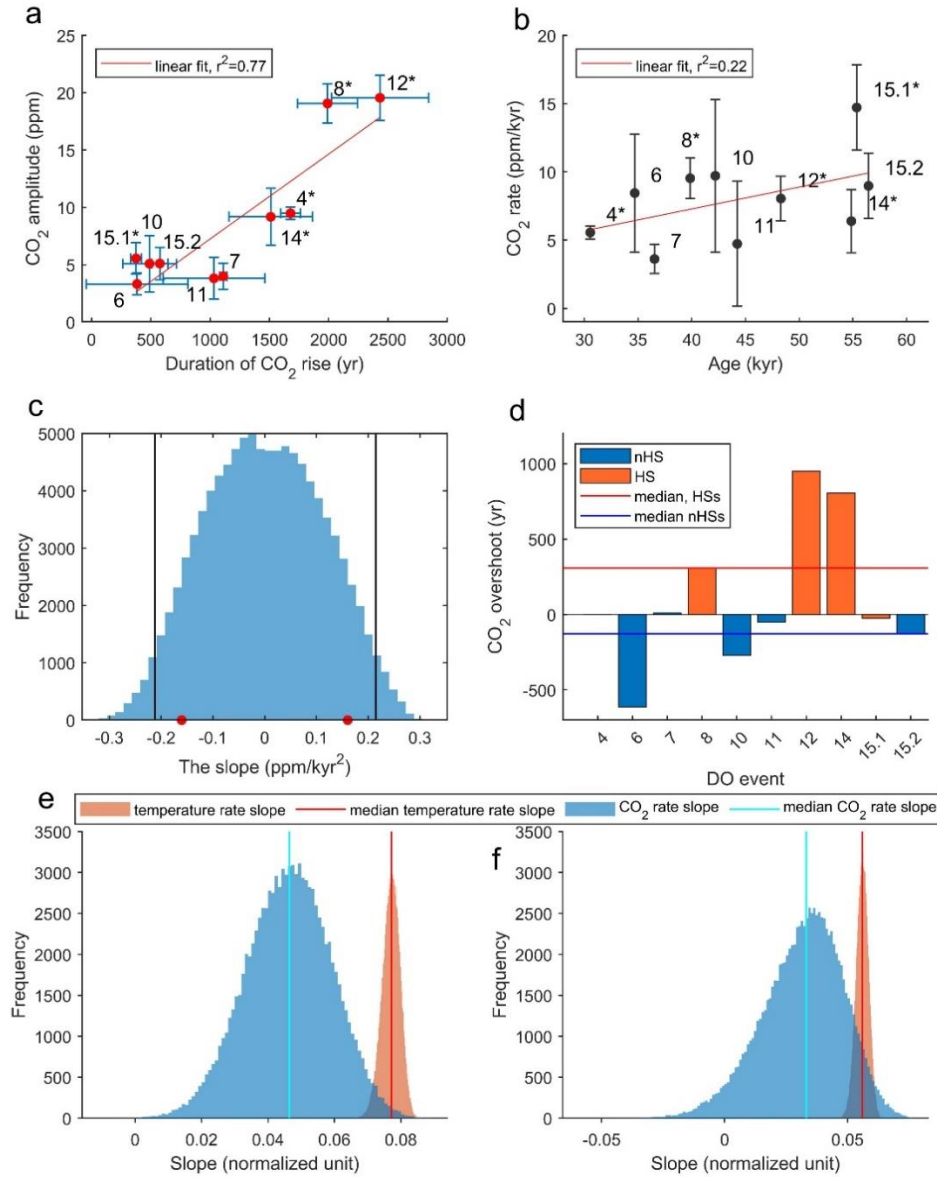 a
linear fit, r²=0.77
CO₂ amplitude (ppm)
25
20
15
10
5
0
8*
12*
4*
14*
10
15.1*
15.2
7
6
11
0 500 1000 1500 2000 2500 3000
Duration of CO₂ rise (yr)
b
linear fit, r²=0.22
CO₂ rate (ppm/kyr)
20
15
10
5
0
15.1*
8*
10
6
15.2
12*
4*
14*
11
7
30 35 40 45 50 55 60
Age (kyr)
c
Frequency
5000
4000
3000
2000
1000
0
-0.3 -0.2 -0.1 0 0.1 0.2 0.3
The slope (ppm/kyr²)
d
nHS
HS
median, HSs
median nHSs
CO₂ overshoot (yr)
1000
500
0
-500
4 6 7 8 10 11 12 14 15.1 15.2
DO event
e
temperature rate slope median temperature rate slope CO₂ rate slope median CO₂ rate slope
Frequency
3500
3000
2500
2000
1500
1000
500
0
0 0.02 0.04 0.06 0.08
Slope (normalized unit)
f
Frequency
3500
3000
2500
2000
1500
1000
500
0
-0.05 0 0.05
Slope (normalized unit)